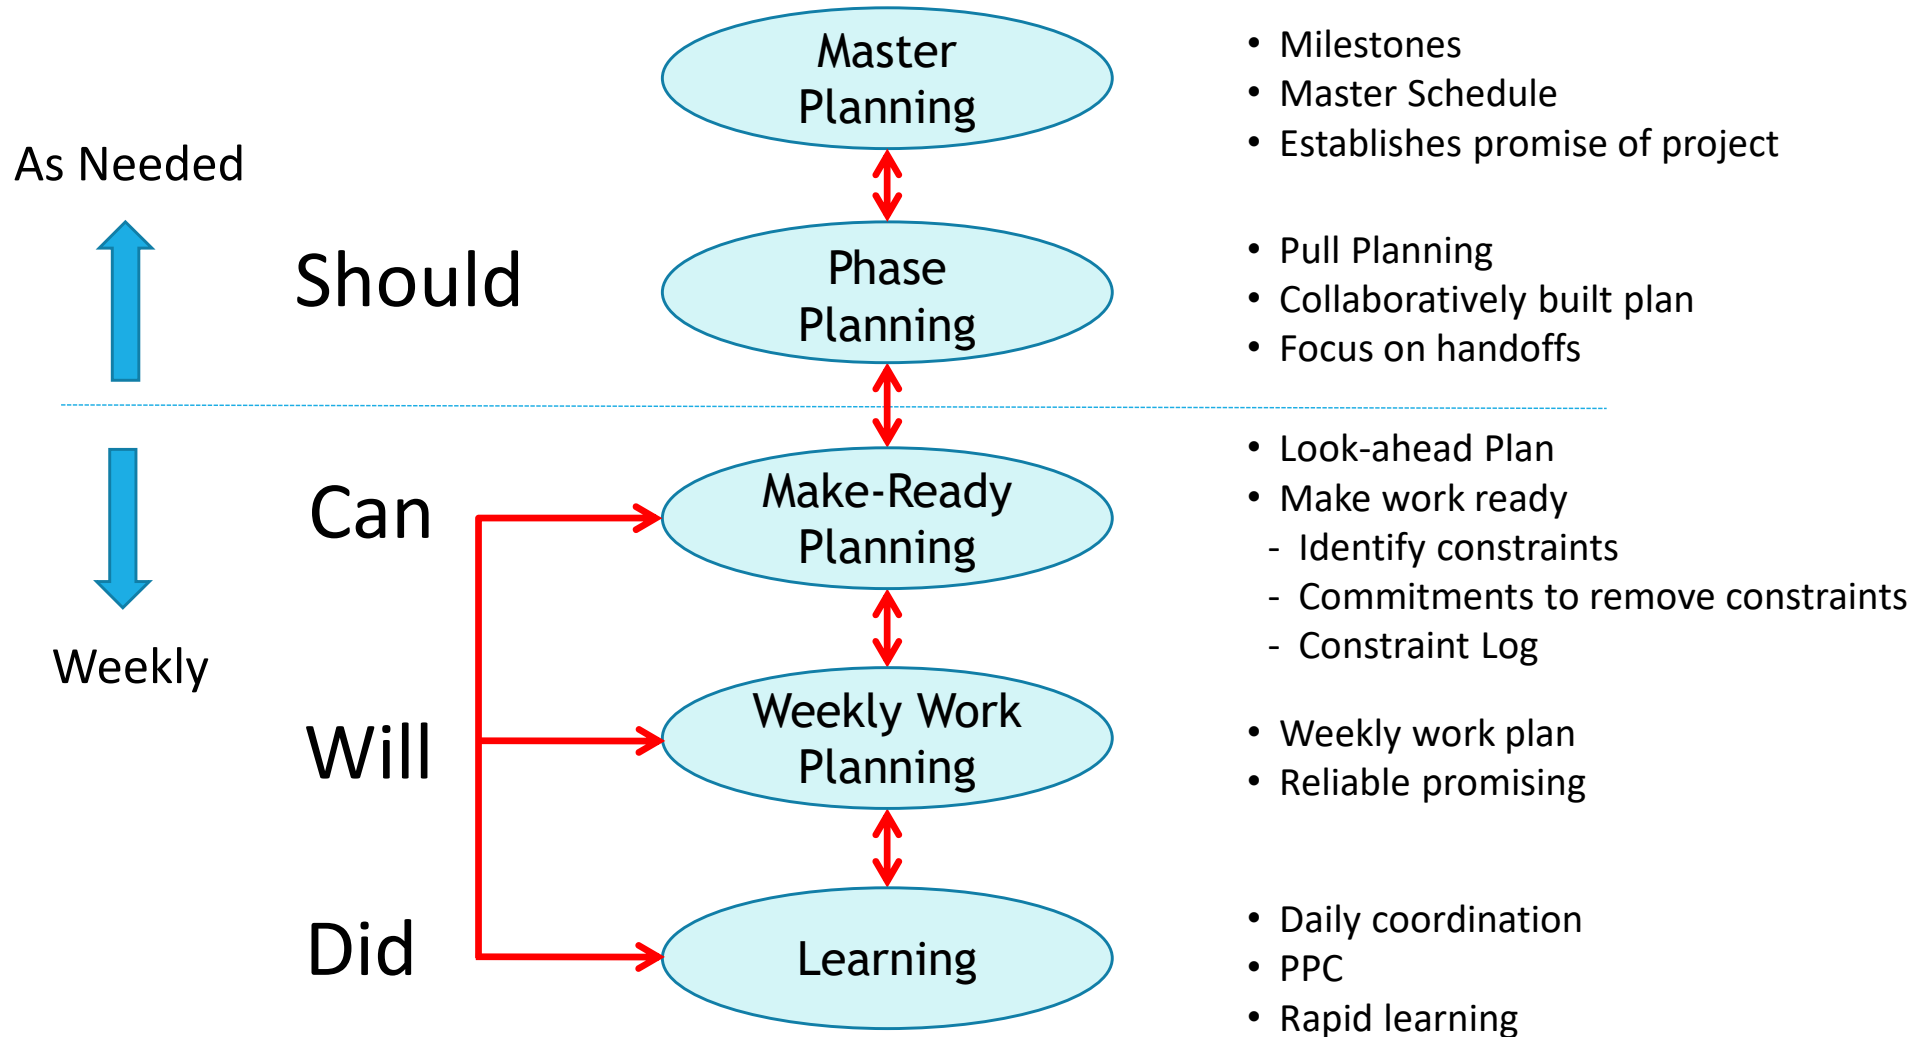 Master
Planning
• Milestones
• Master Schedule
• Establishes promise of project
As Needed
Should
Phase
Planning
• Pull Planning
• Collaboratively built plan
• Focus on handoffs
Can
Make-Ready
Planning
• Look-ahead Plan
• Make work ready
- Identify constraints
- Commitments to remove constraints
- Constraint Log
Weekly
Will
Weekly Work
Planning
• Weekly work plan
• Reliable promising
Did
Learning
• Daily coordination
• PPC
• Rapid learning